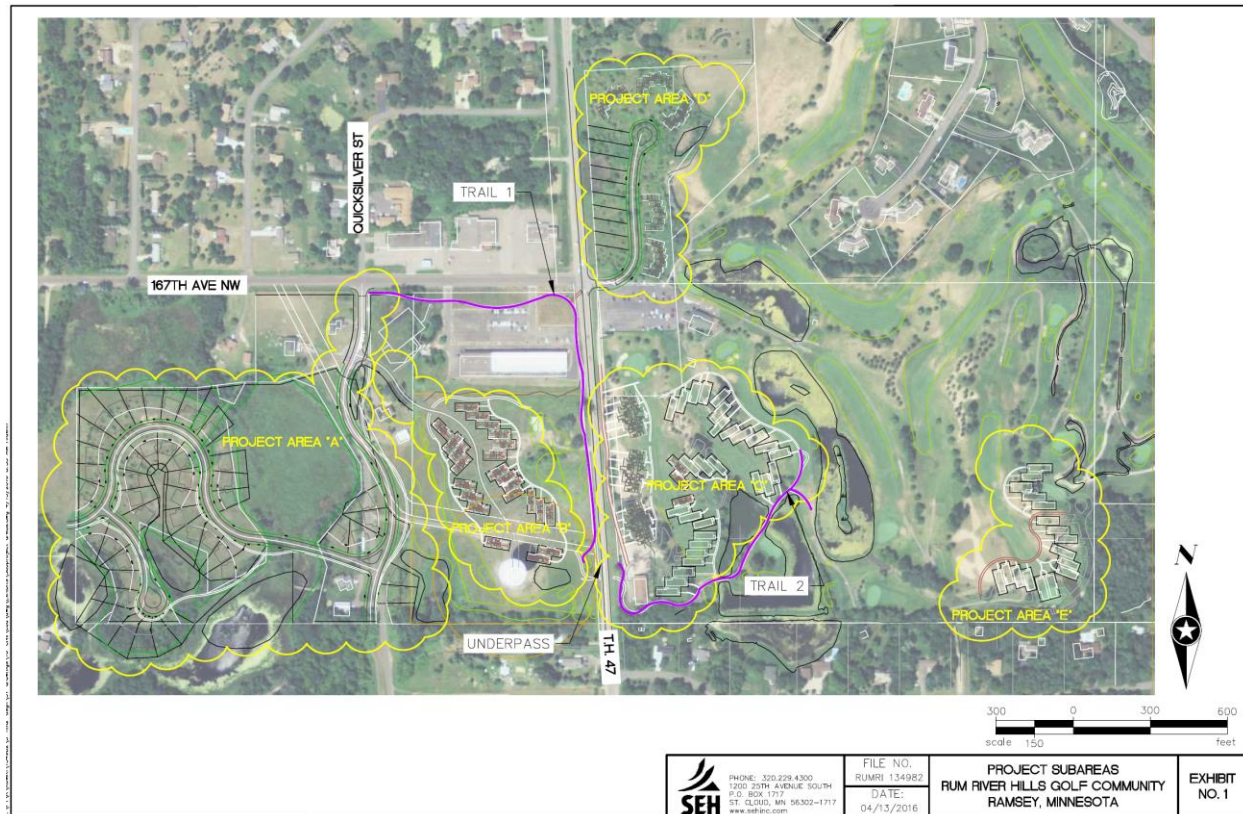 PROJECT AREA "D"
QUICKSILVER ST
TRAIL 1
167TH AVE NW
PROJECT AREA "A"
PROJECT AREA "C"
PROJECT AREA "B"
TRAIL 2
UNDERPASS
T.H. 47
PROJECT AREA "E"
N
300 0 300 600
scale 150 feet
SEH
PHONE: 320.229.4300
1200 25TH AVENUE SOUTH
P.O. BOX 1717
ST. CLOUD, MN 56302-1717
www.sehinc.com
FILE NO.
RUMRI 134982
DATE:
04/13/2016
PROJECT SUBAREAS
RUM RIVER HILLS GOLF COMMUNITY
RAMSEY, MINNESOTA
EXHIBIT
NO. 1